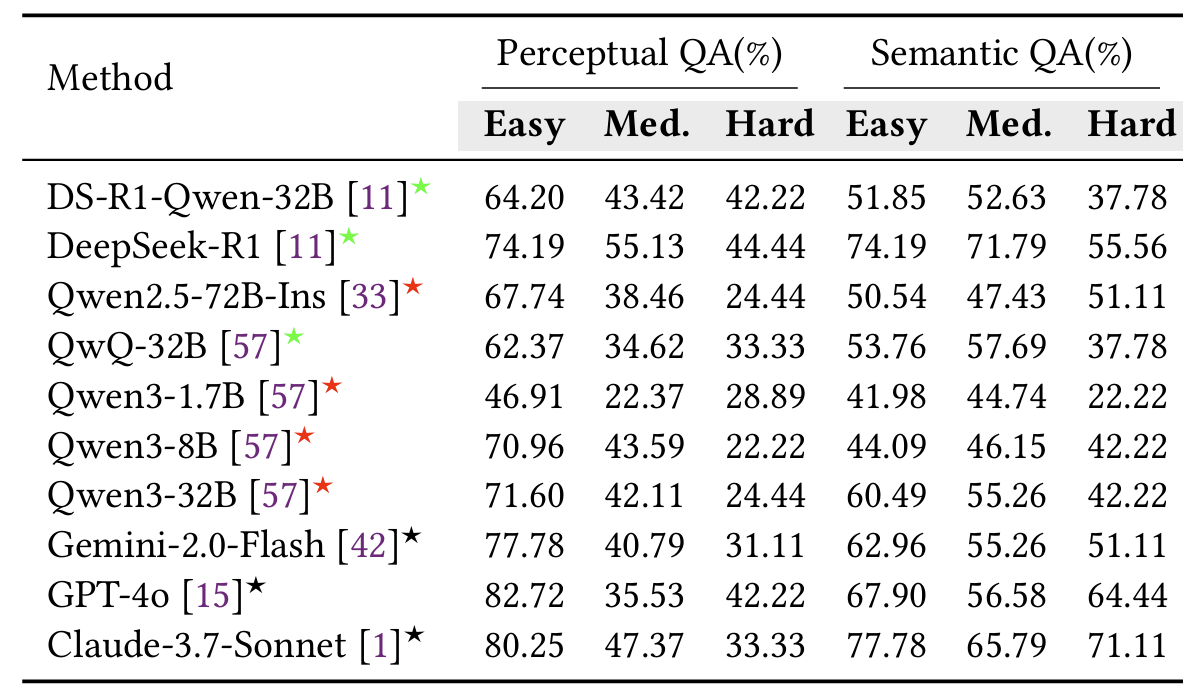 Method Perceptual QA(%) Semantic QA(%)
Easy Med. Hard Easy Med. Hard
DS-R1-Qwen-32B [11]★ 64.20 43.42 42.22 51.85 52.63 37.78
DeepSeek-R1 [11]★ 74.19 55.13 44.44 74.19 71.79 55.56
Qwen2.5-72B-Ins [33]★ 67.74 38.46 24.44 50.54 47.43 51.11
QwQ-32B [57]★ 62.37 34.62 33.33 53.76 57.69 37.78
Qwen3-1.7B [57]★ 46.91 22.37 28.89 41.98 44.74 22.22
Qwen3-8B [57]★ 70.96 43.59 22.22 44.09 46.15 42.22
Qwen3-32B [57]★ 71.60 42.11 24.44 60.49 55.26 42.22
Gemini-2.0-Flash [42]★ 77.78 40.79 31.11 62.96 55.26 51.11
GPT-4o [15]★ 82.72 35.53 42.22 67.90 56.58 64.44
Claude-3.7-Sonnet [1]★ 80.25 47.37 33.33 77.78 65.79 71.11